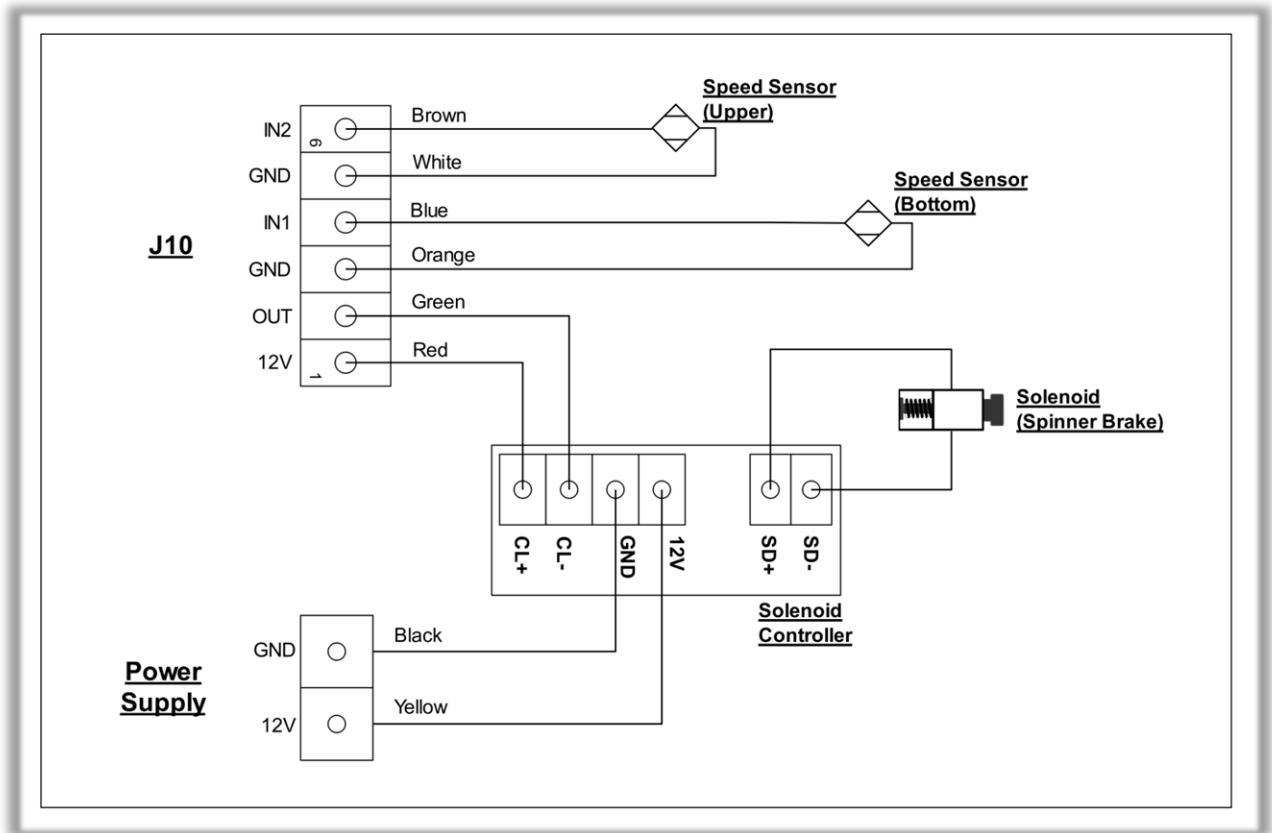 Speed Sensor
(Upper)
Brown
IN2
6
White
GND
Speed Sensor
(Bottom)
Blue
IN1
J10
Orange
GND
Green
OUT
Red
12V
1
Solenoid
(Spinner Brake)
CL+
CL-
GND
12V
SD+
SD-
Solenoid
Controller
Black
GND
Power
Supply
Yellow
12V